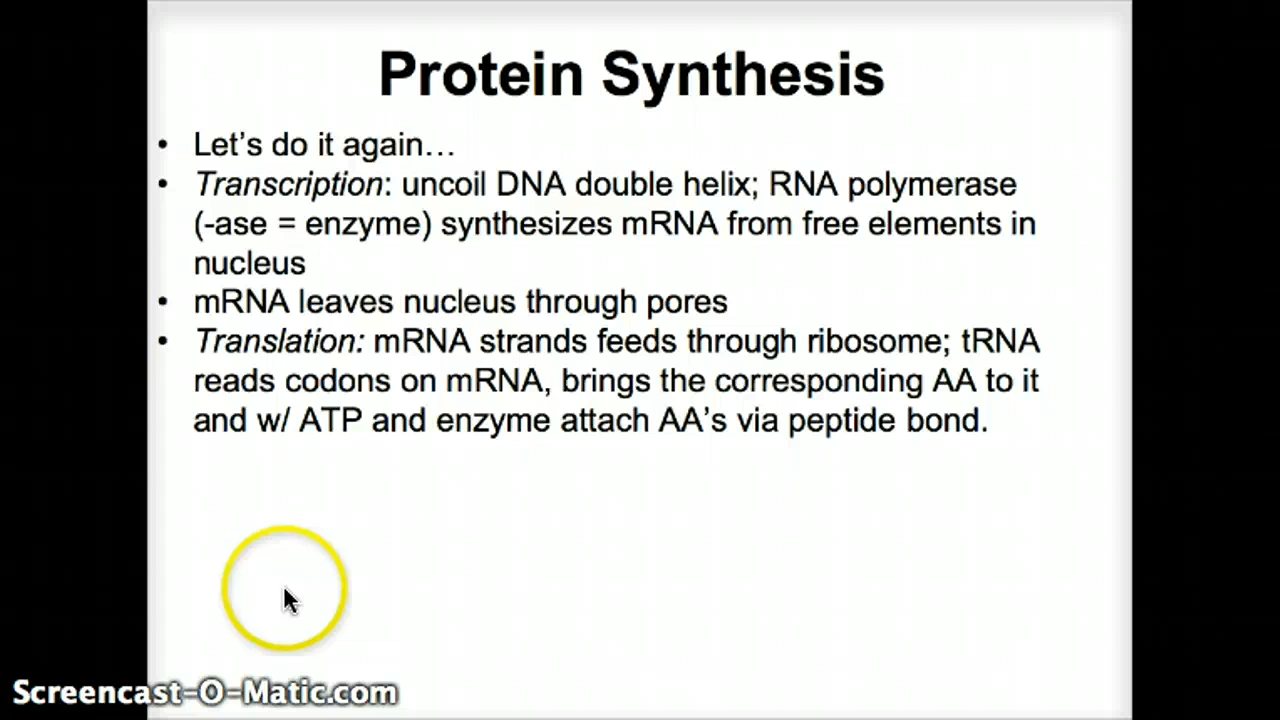 Protein Synthesis
• Let's do it again…
• Transcription: uncoil DNA double helix; RNA polymerase
(-ase = enzyme) synthesizes mRNA from free elements in
nucleus
• mRNA leaves nucleus through pores
• Translation: mRNA strands feeds through ribosome; tRNA
reads codons on mRNA, brings the corresponding AA to it
and w/ ATP and enzyme attach AA's via peptide bond.
Screencast-O-Matic.com